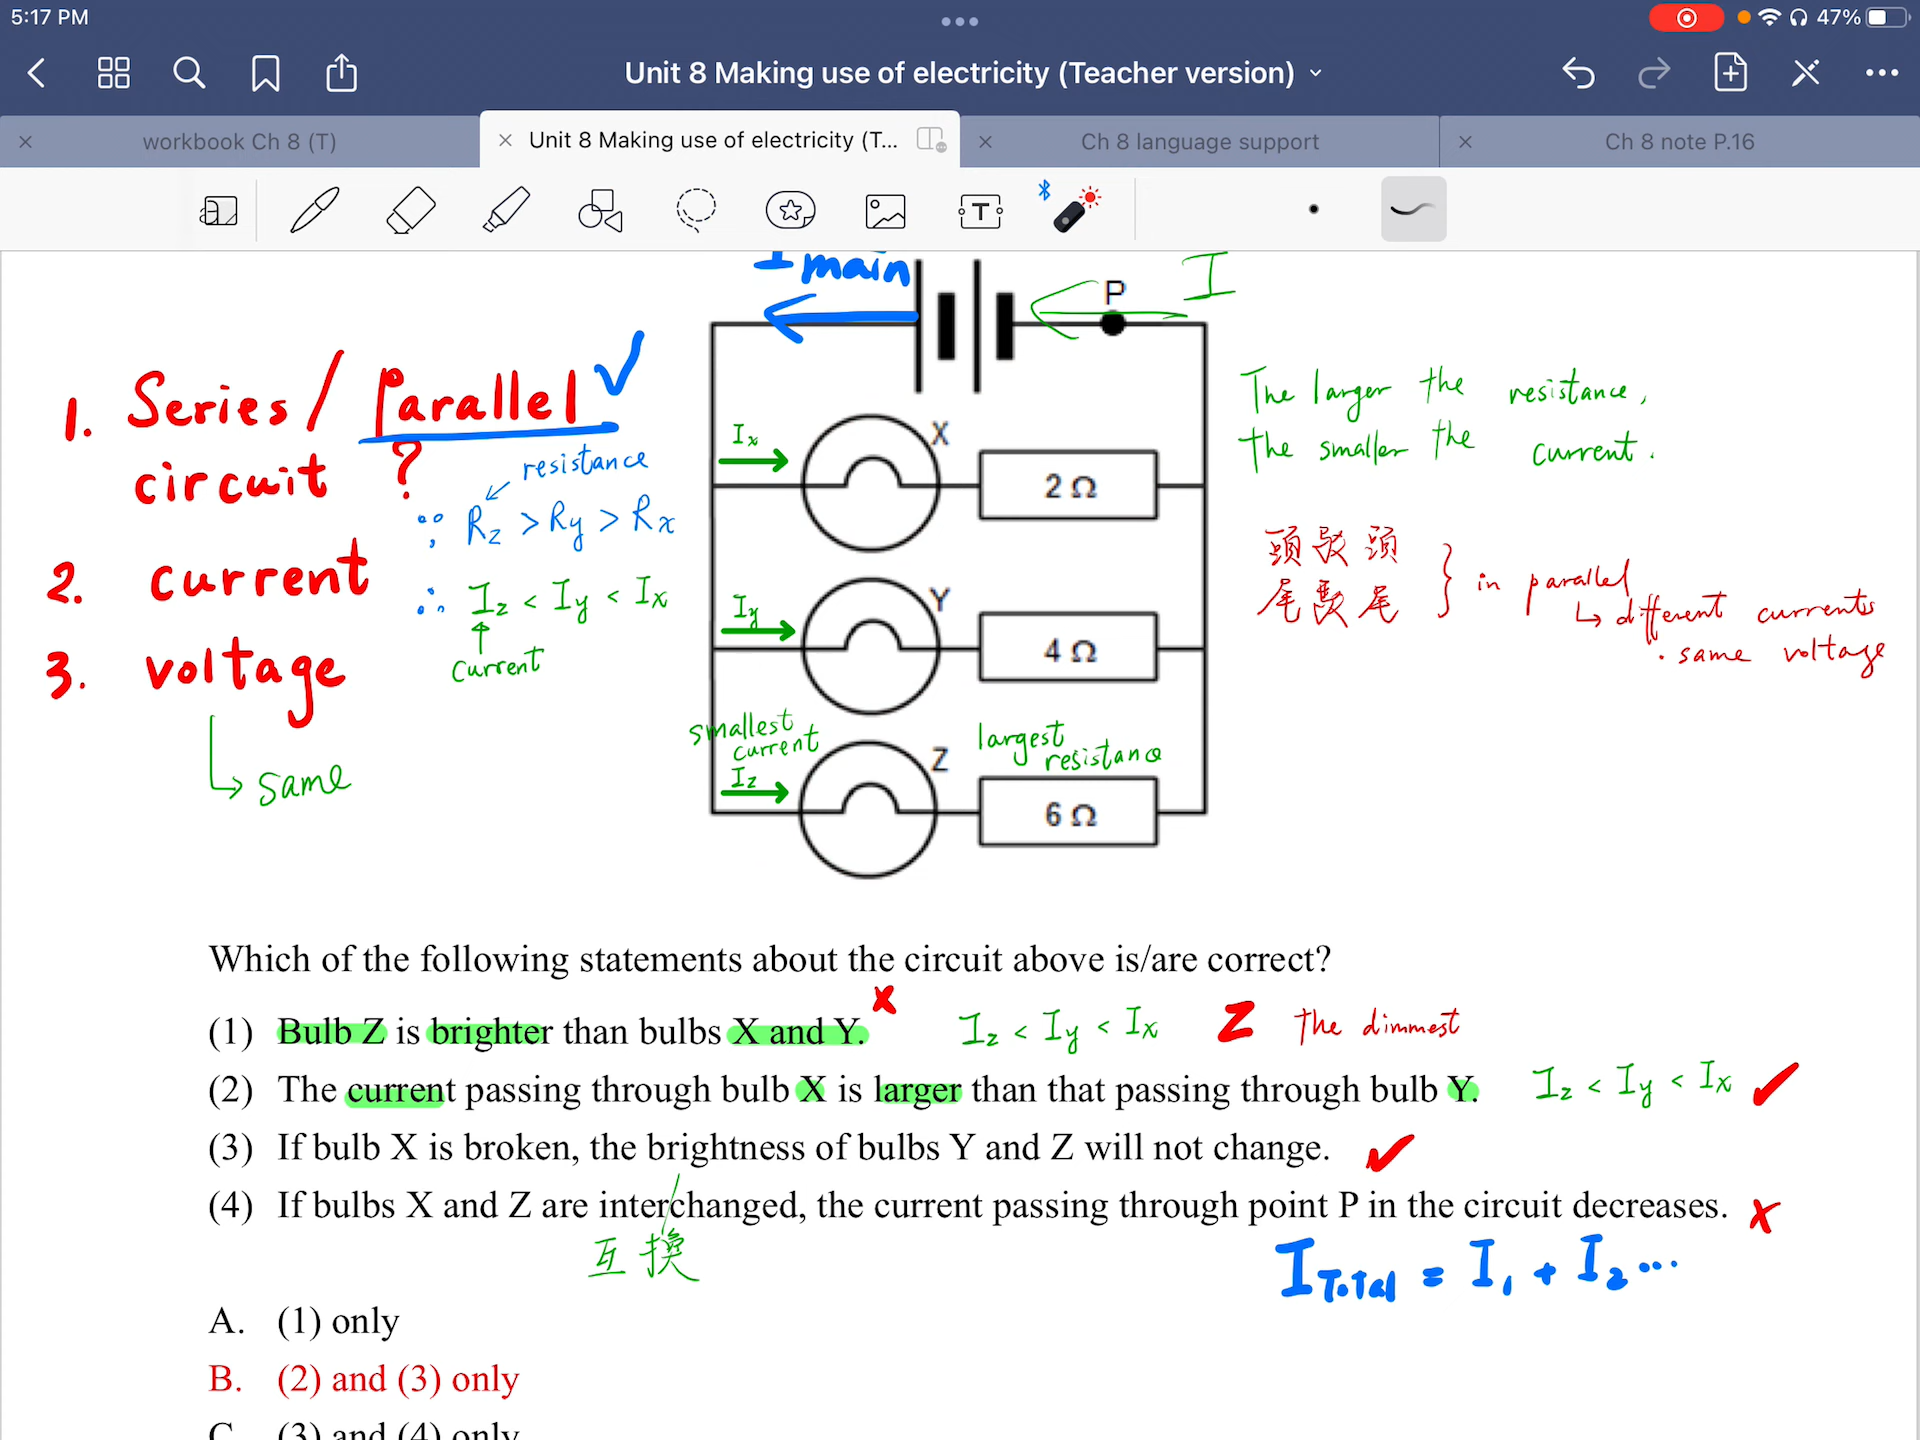 5:17 PM
47%
Unit 8 Making use of electricity (Teacher version)
workbook Ch 8 (T)
Unit 8 Making use of electricity (T...
Ch 8 language support
Ch 8 note P.16
I main
P
I
1. Series / Parallel
circuit ?
resistance
∵ Rz > Ry > Rx
2. current
∴ Iz < Iy < Ix
current
3. voltage
same
Ix
X
2 Ω
Iy
Y
4 Ω
smallest
current
Iz
Z
largest
resistance
6 Ω
The larger the resistance,
the smaller the current.
頭駁頭
尾駁尾
in parallel
different currents
· same voltage
Which of the following statements about the circuit above is/are correct?
(1) Bulb Z is brighter than bulbs X and Y. Iz < Iy < Ix Z the dimmest
(2) The current passing through bulb X is larger than that passing through bulb Y. Iz < Iy < Ix
(3) If bulb X is broken, the brightness of bulbs Y and Z will not change.
(4) If bulbs X and Z are interchanged, the current passing through point P in the circuit decreases.
互換
I Total = I1 + I2 ...
A. (1) only
B. (2) and (3) only
C. (3) and (4) only